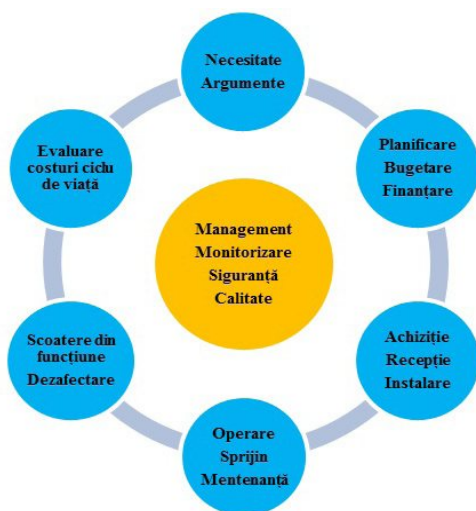 Necesitate
Argumente
Planificare
Bugetare
Finanțare
Achiziție
Recepție
Instalare
Operare
Sprijin
Mentenanță
Scoatere din
funcțiune
Dezafectare
Evaluare
costuri ciclu
de viață
Management
Monitorizare
Siguranță
Calitate